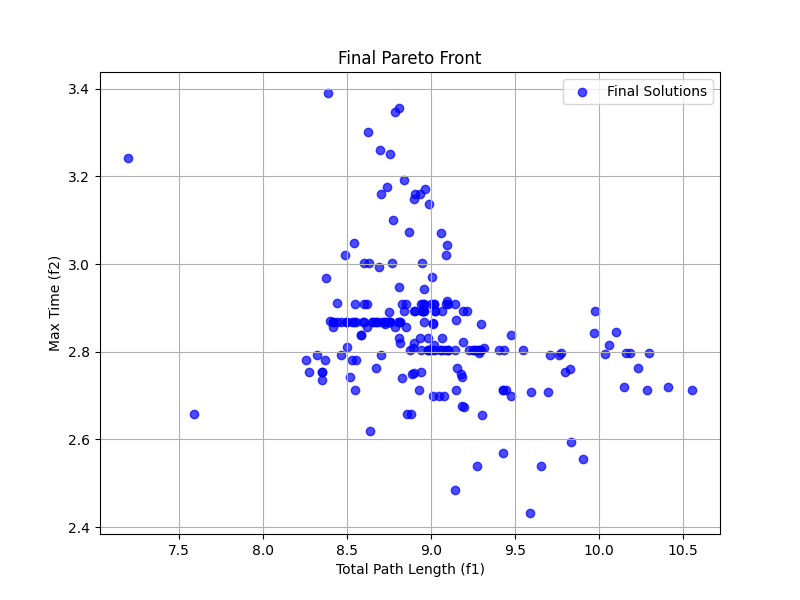 Final Pareto Front
Final Solutions
3.4
3.2
3.0
2.8
2.6
2.4
Max Time (f2)
7.5 8.0 8.5 9.0 9.5 10.0 10.5
Total Path Length (f1)